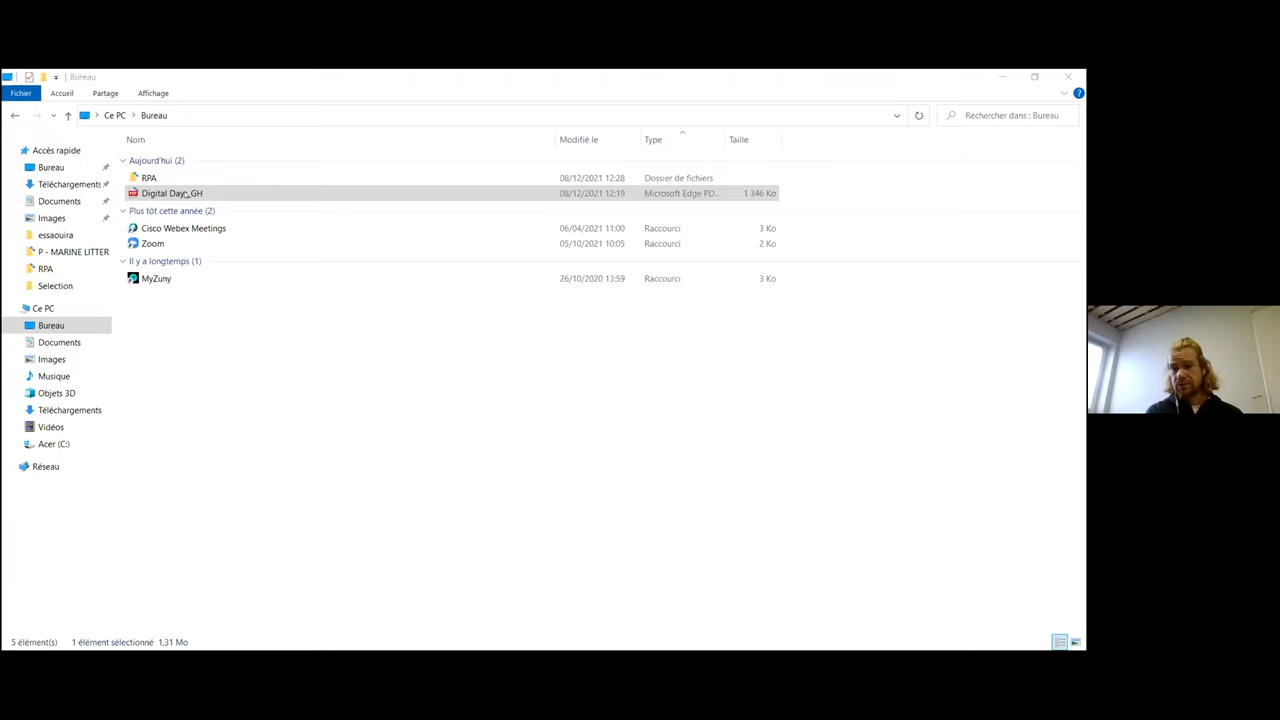 Bureau
Fichier Accueil Partage Affichage
Ce PC Bureau Rechercher dans : Bureau
Nom Modifié le Type Taille
Accès rapide
Bureau
Téléchargements
Documents
Images
essaouira
P - MARINE LITTER
RPA
Selection
Ce PC
Bureau
Documents
Images
Musique
Objets 3D
Téléchargements
Vidéos
Acer (C:)
Réseau
Aujourd'hui (2)
RPA 08/12/2021 12:28 Dossier de fichiers
Digital Day_GH 08/12/2021 12:19 Microsoft Edge PD... 1 346 Ko
Plus tôt cette année (2)
Cisco Webex Meetings 06/04/2021 11:00 Raccourci 3 Ko
Zoom 05/10/2021 10:05 Raccourci 2 Ko
Il y a longtemps (1)
MyZuny 26/10/2020 13:59 Raccourci 3 Ko
5 élément(s) 1 élément sélectionné 1,31 Mo